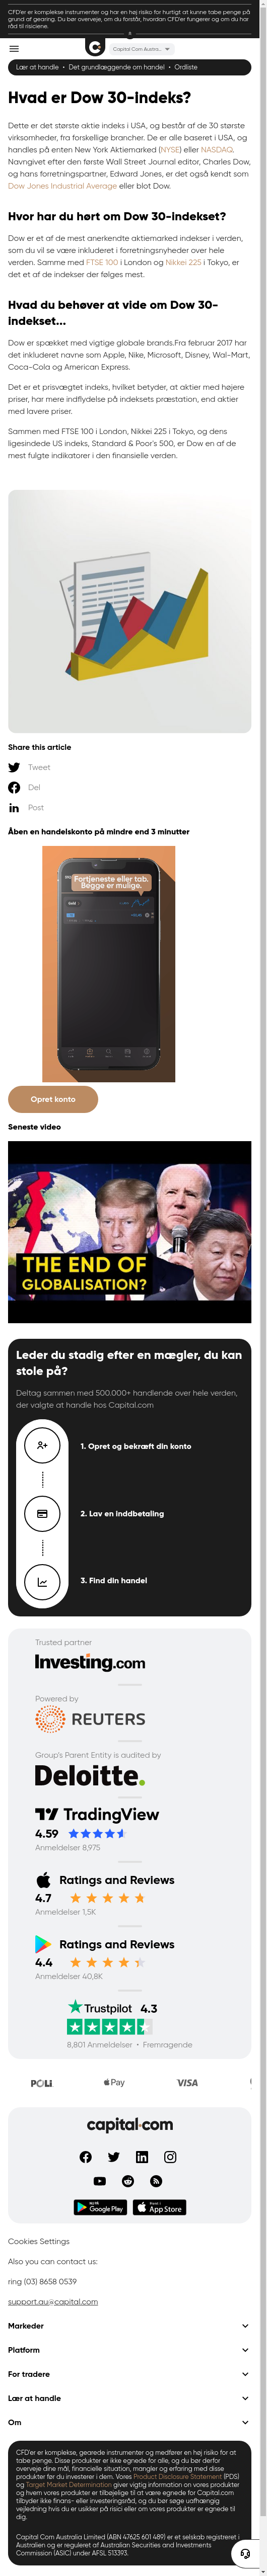 CFD'er er komplekse instrumenter og har en høj risiko for hurtigt at kunne tabe penge på
grund af gearing. Du bør overveje, om du forstår, hvordan CFD'er fungerer og om du har
råd til risiciene.
Capital Com Austra...
Lær at handle • Det grundlæggende om handel • Ordliste
Hvad er Dow 30-indeks?
Dette er det største aktie indeks i USA, og består af de 30 største
virksomheder, fra forskellige brancher. De er alle baseret i USA, og
handles på enten New York Aktiemarked (NYSE) eller NASDAQ.
Navngivet efter den første Wall Street Journal editor, Charles Dow,
og hans forretningspartner, Edward Jones, er det også kendt som
Dow Jones Industrial Average eller blot Dow.
Hvor har du hørt om Dow 30-indekset?
Dow er et af de mest anerkendte aktiemarked indekser i verden,
som du vil se være inkluderet i forretningsnyheder over hele
verden. Samme med FTSE 100 i London og Nikkei 225 i Tokyo, er
det et af de indekser der følges mest.
Hvad du behøver at vide om Dow 30-
indekset...
Dow er spækket med vigtige globale brands.Fra februar 2017 har
det inkluderet navne som Apple, Nike, Microsoft, Disney, Wal-Mart,
Coca-Cola og American Express.
Det er et prisvægtet indeks, hvilket betyder, at aktier med højere
priser, har mere indflydelse på indeksets præstation, end aktier
med lavere priser.
Sammen med FTSE 100 i London, Nikkei 225 i Tokyo, og dens
ligesindede US indeks, Standard & Poor's 500, er Dow en af de
mest fulgte indikatorer i den finansielle verden.
Share this article
Tweet
Del
Post
Åben en handelskonto på mindre end 3 minutter
Fortjeneste eller tab.
Begge er mulige.
Gold
Opret konto
Seneste video
THE END OF
GLOBALISATION?
Leder du stadig efter en mægler, du kan
stole på?
Deltag sammen med 500.000+ handlende over hele verden,
der valgte at handle hos Capital.com
1. Opret og bekræft din konto
2. Lav en inddbetaling
3. Find din handel
Trusted partner
Investing.com
Powered by
REUTERS
Group's Parent Entity is audited by
Deloitte.
TradingView
4.59
Anmeldelser 8,975
Ratings and Reviews
4.7
Anmeldelser 1,5K
Ratings and Reviews
4.4
Anmeldelser 40,8K
Trustpilot 4.3
8,801 Anmeldelser • Fremragende
POLi Pay VISA
capital.com
Google Play App Store
Cookies Settings
Also you can contact us:
ring (03) 8658 0539
support.au@capital.com
Markeder
Platform
For tradere
Lær at handle
Om
CFD'er er komplekse, gearede instrumenter og medfører en høj risiko for at
tabe penge. Disse produkter er ikke egnede for alle, og du bør derfor
overveje dine mål, finansielle situation, behov og erfaring, samt om du er
bevidst om alle risiciene involveret, mangler og erfaring med disse
produkter før du investerer i dem. Vores Product Disclosure Statement (PDS)
og Target Market Determination giver vigtig information on vores produkter
og hvem vores produkter er tilbøjelige til at være egnede for Capital.com
tilbyder ikke finans- eller investeringsråd, og du bør søge uafhængig
vejledning hvis du er usikker på risici eller om vores produkter er egnede til
dig.
Capital Com Australia Limited (ABN 47625 601 489) er et selskab registreret i
Australien og er reguleret af Australian Securities and Investments
Commission (ASIC) under AFSL 513393.